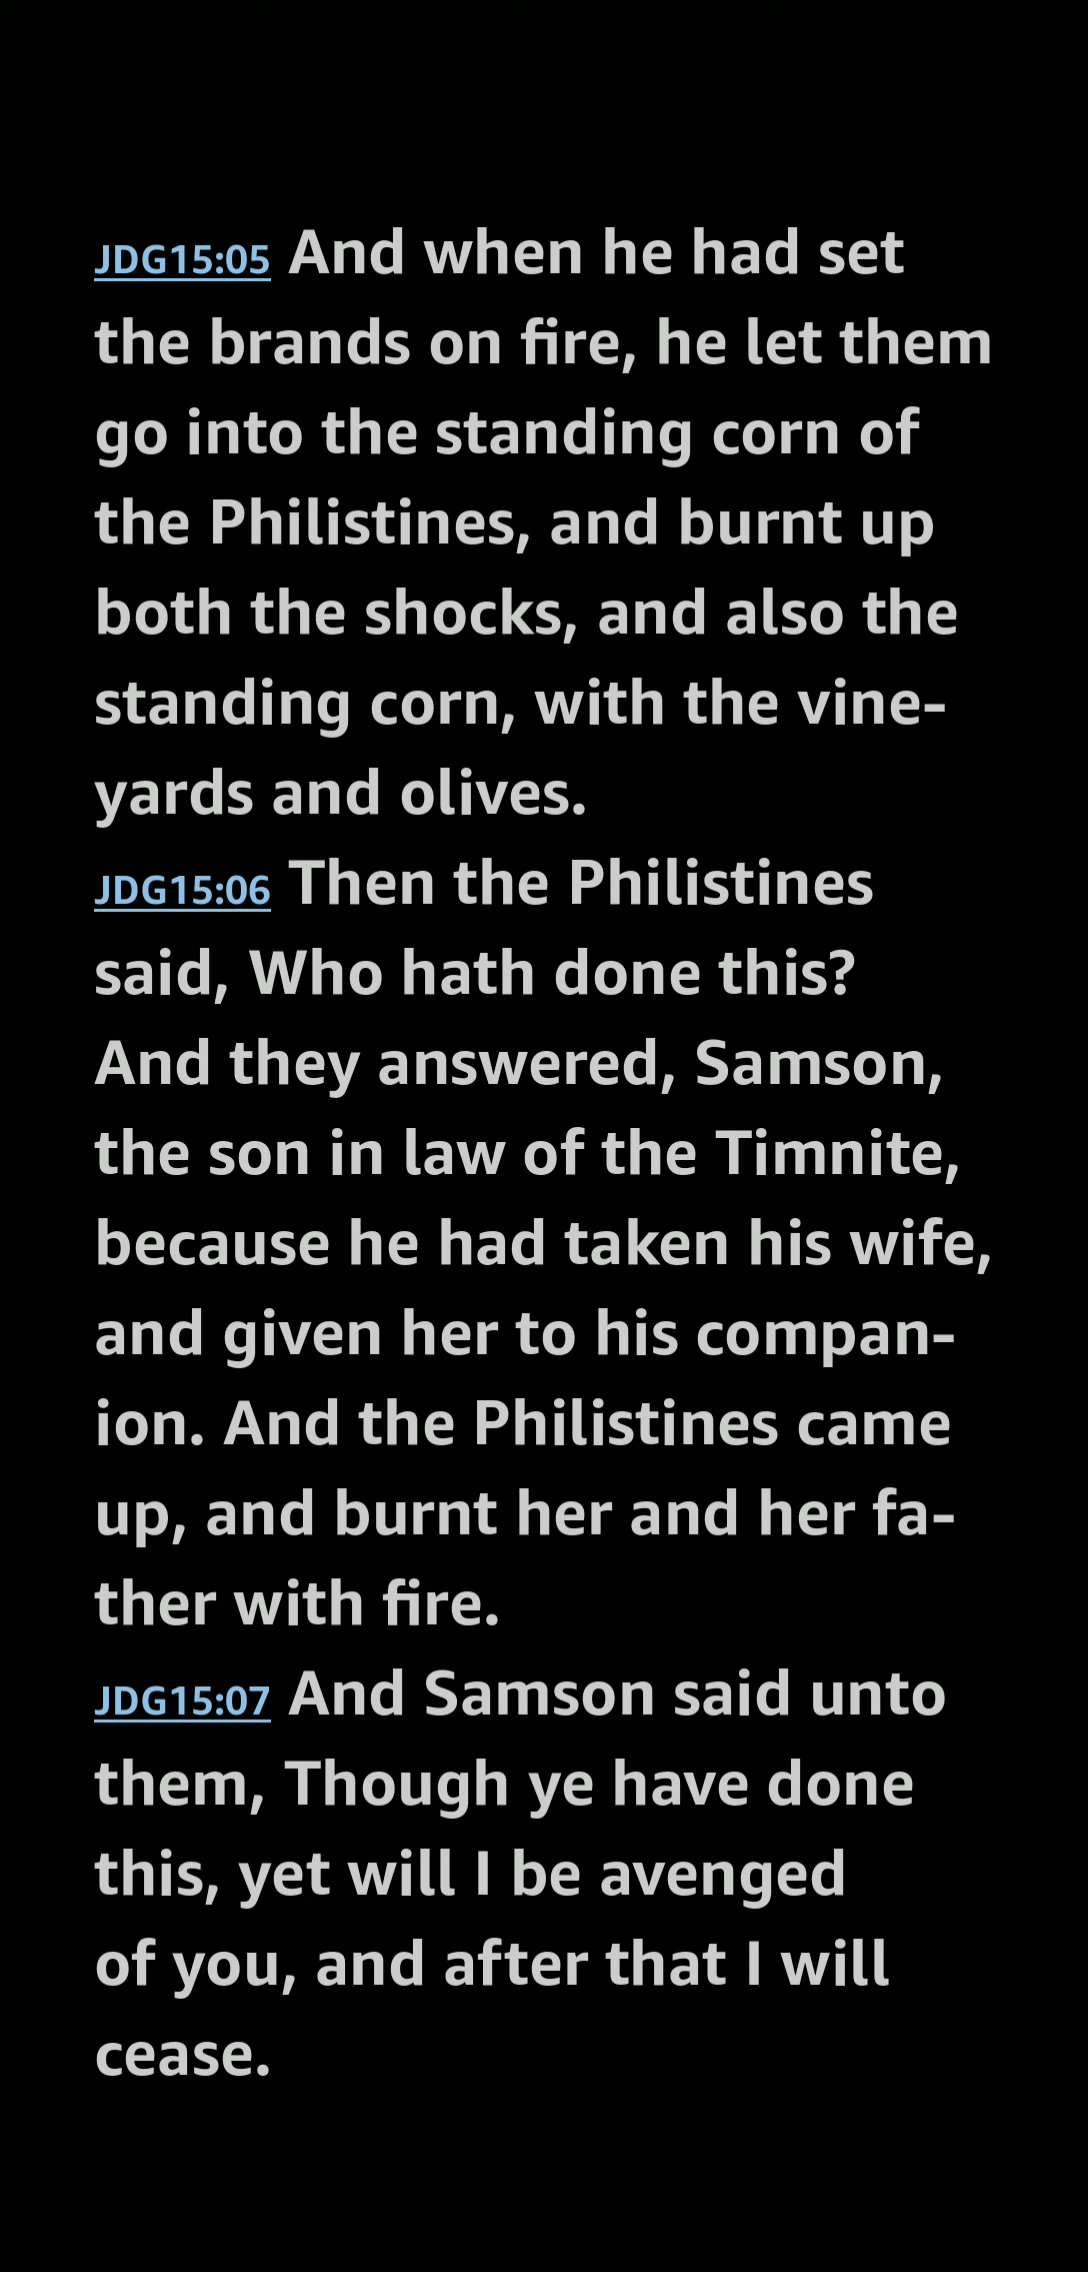 JDG15:05 And when he had set
the brands on fire, he let them
go into the standing corn of
the Philistines, and burnt up
both the shocks, and also the
standing corn, with the vine-
yards and olives.
JDG15:06 Then the Philistines
said, Who hath done this?
And they answered, Samson,
the son in law of the Timnite,
because he had taken his wife,
and given her to his compan-
ion. And the Philistines came
up, and burnt her and her fa-
ther with fire.
JDG15:07 And Samson said unto
them, Though ye have done
this, yet will I be avenged
of you, and after that I will
cease.